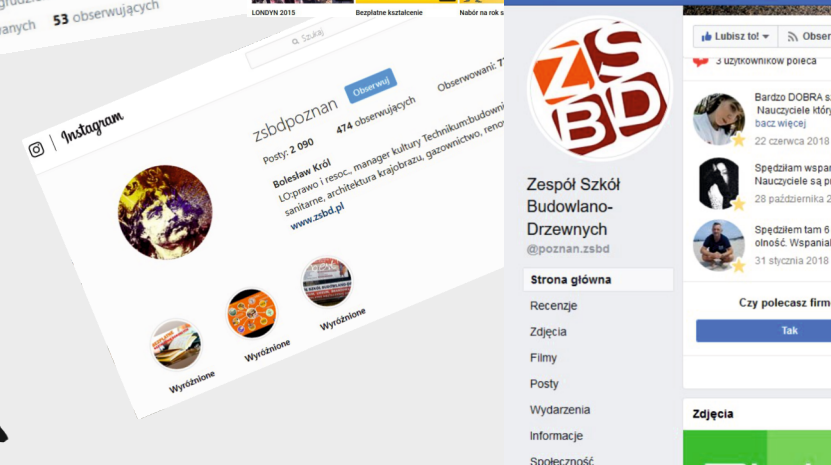 53 obserwujących
LONDYN 2015
Bezpłatne kształcenie
Nabór na rok s
Szukaj
Instagram
zsbdpoznan
Obserwuj
Posty: 2 090
474 obserwujących
Obserwowani: 7
Bolesław Król
LO:prawo i resoc., manager kultury Technikum:budowni
sanitarne, architektura krajobrazu, gazownictwo, reno
www.zsbd.pl
Wyróżnione
Wyróżnione
Wyróżnione
ZSBD
Zespół Szkół
Budowlano-
Drzewnych
@poznan.zsbd
Strona główna
Recenzje
Zdjęcia
Filmy
Posty
Wydarzenia
Informacje
Społeczność
Lubisz to!
Obser
3 użytkowników poleca
Bardzo DOBRA s
Nauczyciele któr
bacz więcej
22 czerwca 2018
Spędziłam wspar
Nauczyciele są p
28 października 2
Spędziłem tam 6
olność. Wspania
31 stycznia 2018
Czy polecasz firm
Tak
Zdjęcia